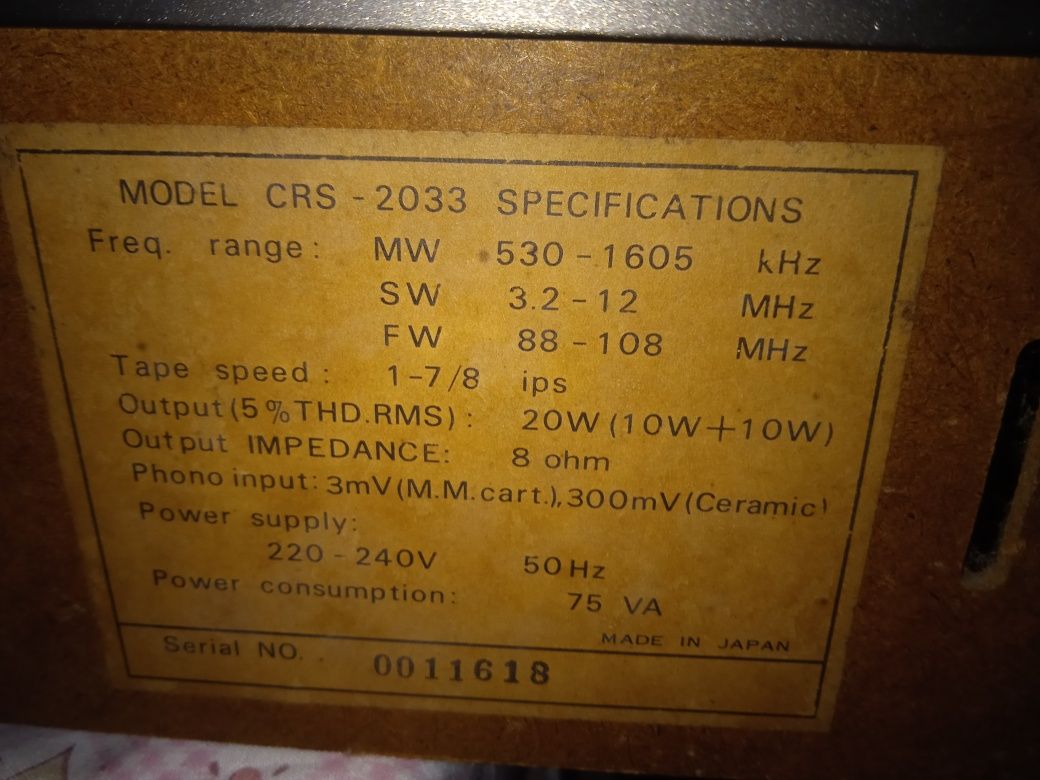 MODEL CRS-2033 SPECIFICATIONS
Freq. range: MW 530-1605 kHz
SW 3.2-12 MHz
FW 88-108 MHz
Tape speed: 1-7/8 ips
Output (5%THD.RMS): 20W (10W+10W)
Output IMPEDANCE: 8 ohm
Phono input: 3mV(M.M.cart.),300mV(Ceramic)
Power supply:
220-240V 50Hz
Power consumption: 75 VA
MADE IN JAPAN
Serial NO. 0011618